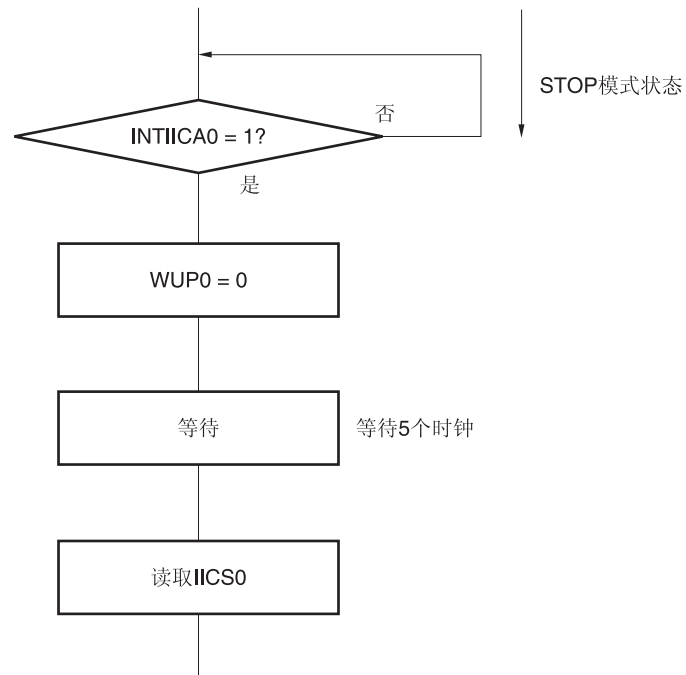 STOP模式状态
否
INTIICA0 = 1?
是
WUP0 = 0
等待
等待5个时钟
读取IICS0